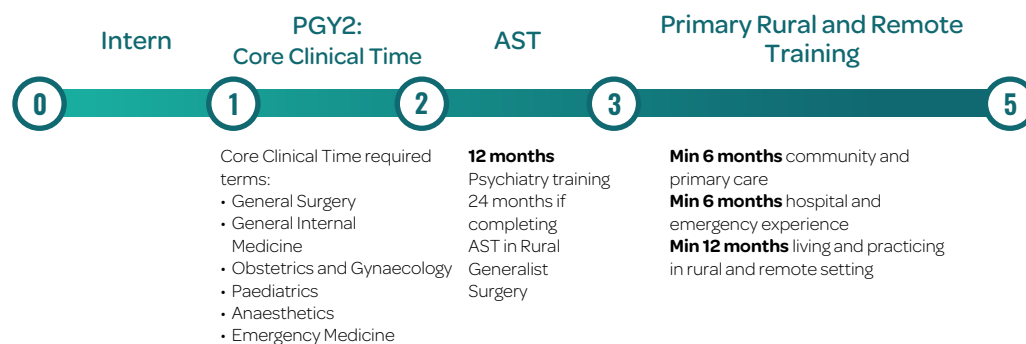 Intern
PGY2:
Core Clinical Time
AST
Primary Rural and Remote
Training
0
1
2
3
5
Core Clinical Time required
terms:
• General Surgery
• General Internal
Medicine
• Obstetrics and Gynaecology
• Paediatrics
• Anaesthetics
• Emergency Medicine
12 months
Psychiatry training
24 months if
completing
AST in Rural
Generalist
Surgery
Min 6 months community and
primary care
Min 6 months hospital and
emergency experience
Min 12 months living and practicing
in rural and remote setting